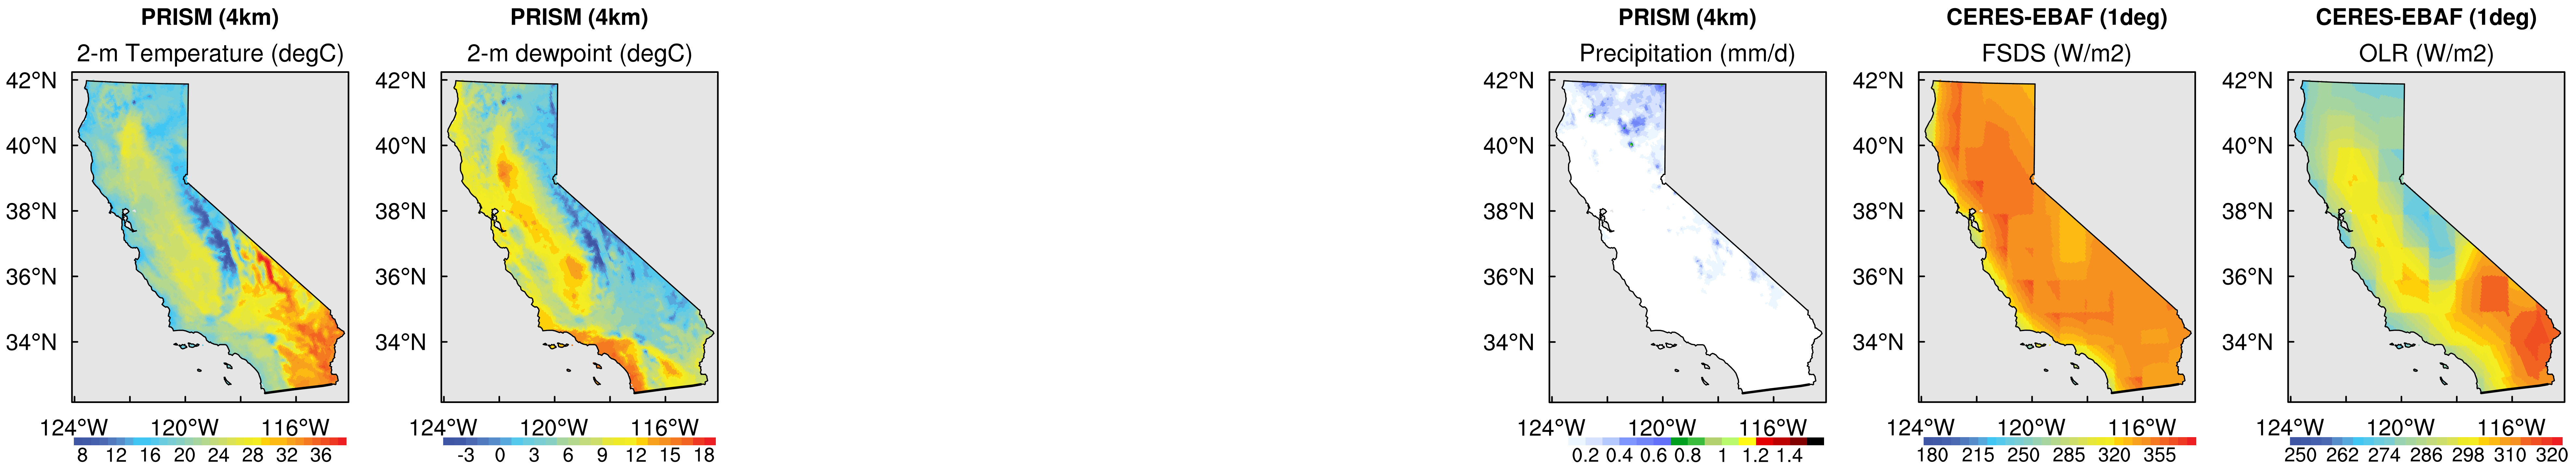 PRISM (4km)
2-m Temperature (degC)
42°N
40°N
38°N
36°N
34°N
124°W 120°W 116°W
8 12 16 20 24 28 32 36
PRISM (4km)
2-m dewpoint (degC)
42°N
40°N
38°N
36°N
34°N
124°W 120°W 116°W
-3 0 3 6 9 12 15 18
PRISM (4km)
Precipitation (mm/d)
42°N
40°N
38°N
36°N
34°N
124°W 120°W 116°W
0.2 0.4 0.6 0.8 1 1.2 1.4
CERES-EBAF (1deg)
FSDS (W/m2)
42°N
40°N
38°N
36°N
34°N
124°W 120°W 116°W
180 215 250 285 320 355
CERES-EBAF (1deg)
OLR (W/m2)
42°N
40°N
38°N
36°N
34°N
124°W 120°W 116°W
250 262 274 286 298 310 320